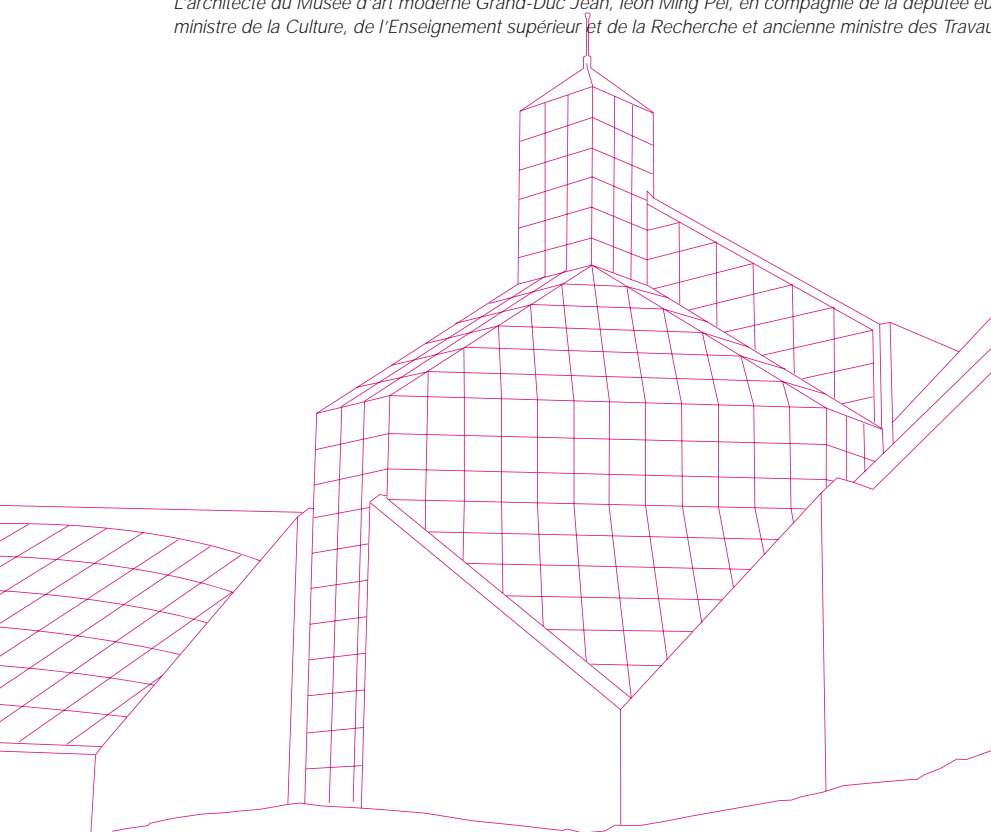 L'architecte du Musée d'art moderne Grand-Duc Jean, Ieoh Ming Pei, en compagnie de la députée eu
ministre de la Culture, de l'Enseignement supérieur et de la Recherche et ancienne ministre des Travau